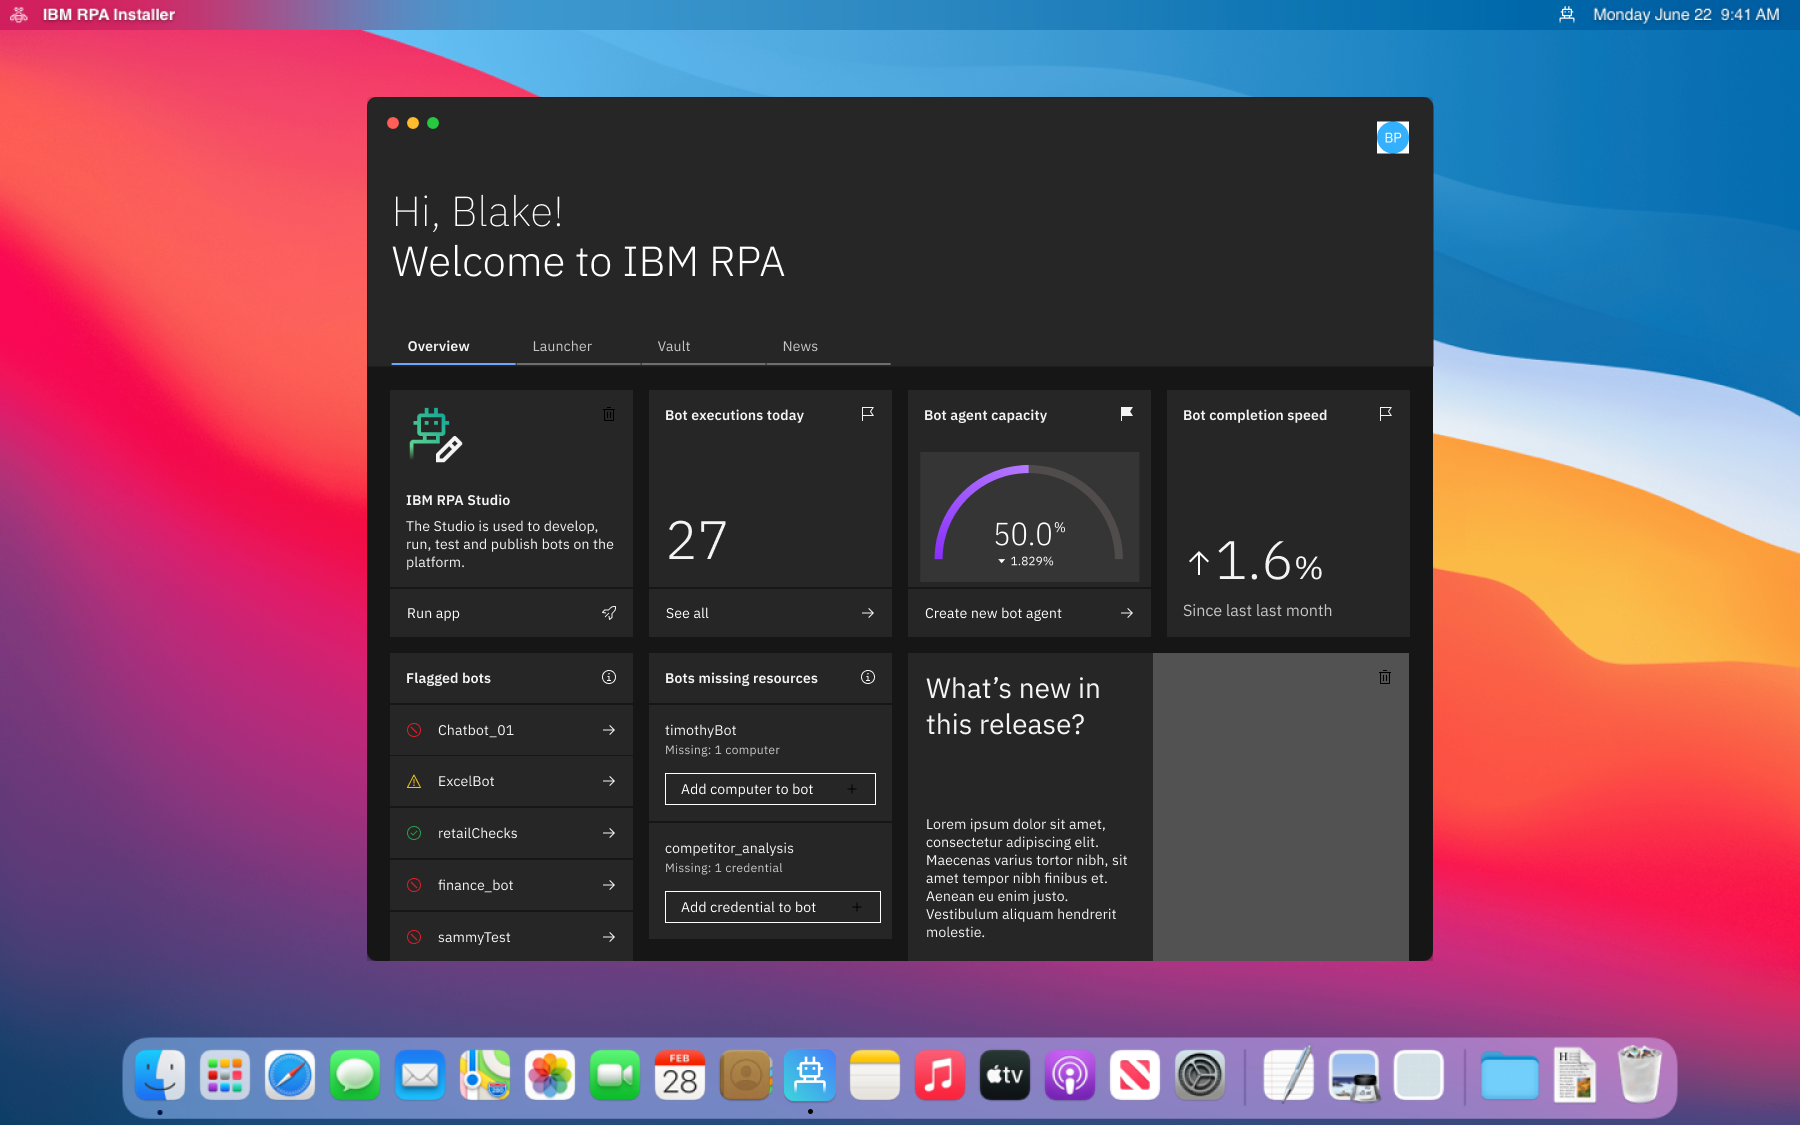 IBM RPA Installer
Monday June 22 9:41 AM
BP
Hi, Blake!
Welcome to IBM RPA
Overview
Launcher
Vault
News
IBM RPA Studio
The Studio is used to develop,
run, test and publish bots on the
platform.
Run app
Bot executions today
27
See all
Bot agent capacity
50.0%
1.829%
Create new bot agent
Bot completion speed
↑1.6%
Since last last month
Flagged bots
Chatbot_01
ExcelBot
retailChecks
finance_bot
sammyTest
Bots missing resources
timothyBot
Missing: 1 computer
Add computer to bot +
competitor_analysis
Missing: 1 credential
Add credential to bot +
What’s new in
this release?
Lorem ipsum dolor sit amet,
consectetur adipiscing elit.
Maecenas varius tortor nibh, sit
amet tempor nibh finibus et.
Aenean eu enim justo.
Vestibulum aliquam hendrerit
molestie.
FEB
28
tv